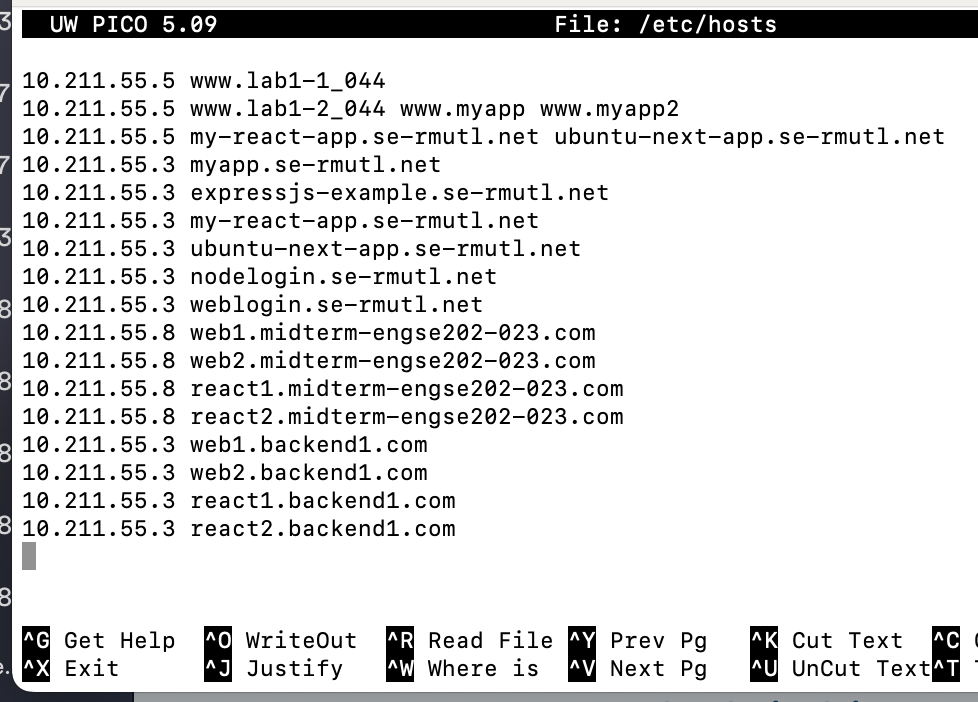 UW PICO 5.09 File: /etc/hosts
10.211.55.5 www.lab1-1_044
10.211.55.5 www.lab1-2_044 www.myapp www.myapp2
10.211.55.5 my-react-app.se-rmutl.net ubuntu-next-app.se-rmutl.net
10.211.55.3 myapp.se-rmutl.net
10.211.55.3 expressjs-example.se-rmutl.net
10.211.55.3 my-react-app.se-rmutl.net
10.211.55.3 ubuntu-next-app.se-rmutl.net
10.211.55.3 nodelogin.se-rmutl.net
10.211.55.3 weblogin.se-rmutl.net
10.211.55.8 web1.midterm-engse202-023.com
10.211.55.8 web2.midterm-engse202-023.com
10.211.55.8 react1.midterm-engse202-023.com
10.211.55.8 react2.midterm-engse202-023.com
10.211.55.3 web1.backend1.com
10.211.55.3 web2.backend1.com
10.211.55.3 react1.backend1.com
10.211.55.3 react2.backend1.com
^G Get Help ^O WriteOut ^R Read File ^Y Prev Pg ^K Cut Text ^C
^X Exit ^J Justify ^W Where is ^V Next Pg ^U UnCut Text ^T